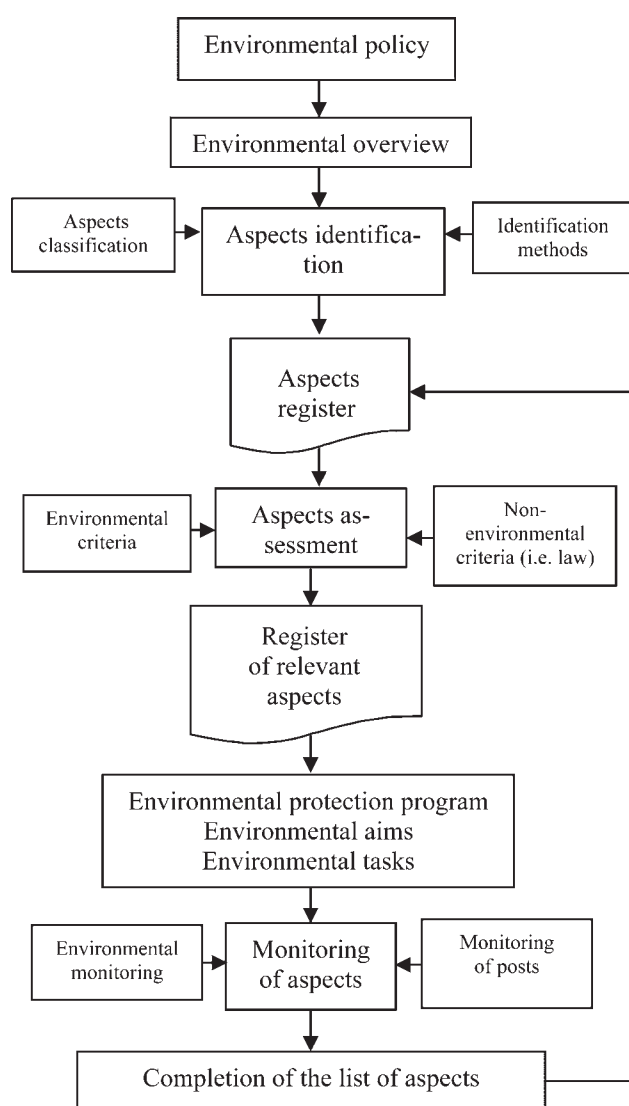 Environmental policy
Environmental overview
Aspects
classification
Aspects identifica-
tion
Identification
methods
Aspects
register
Environmental
criteria
Aspects as-
sessment
Non-
environmental
criteria (i.e. law)
Register
of relevant
aspects
Environmental protection program
Environmental aims
Environmental tasks
Environmental
monitoring
Monitoring
of aspects
Monitoring
of posts
Completion of the list of aspects